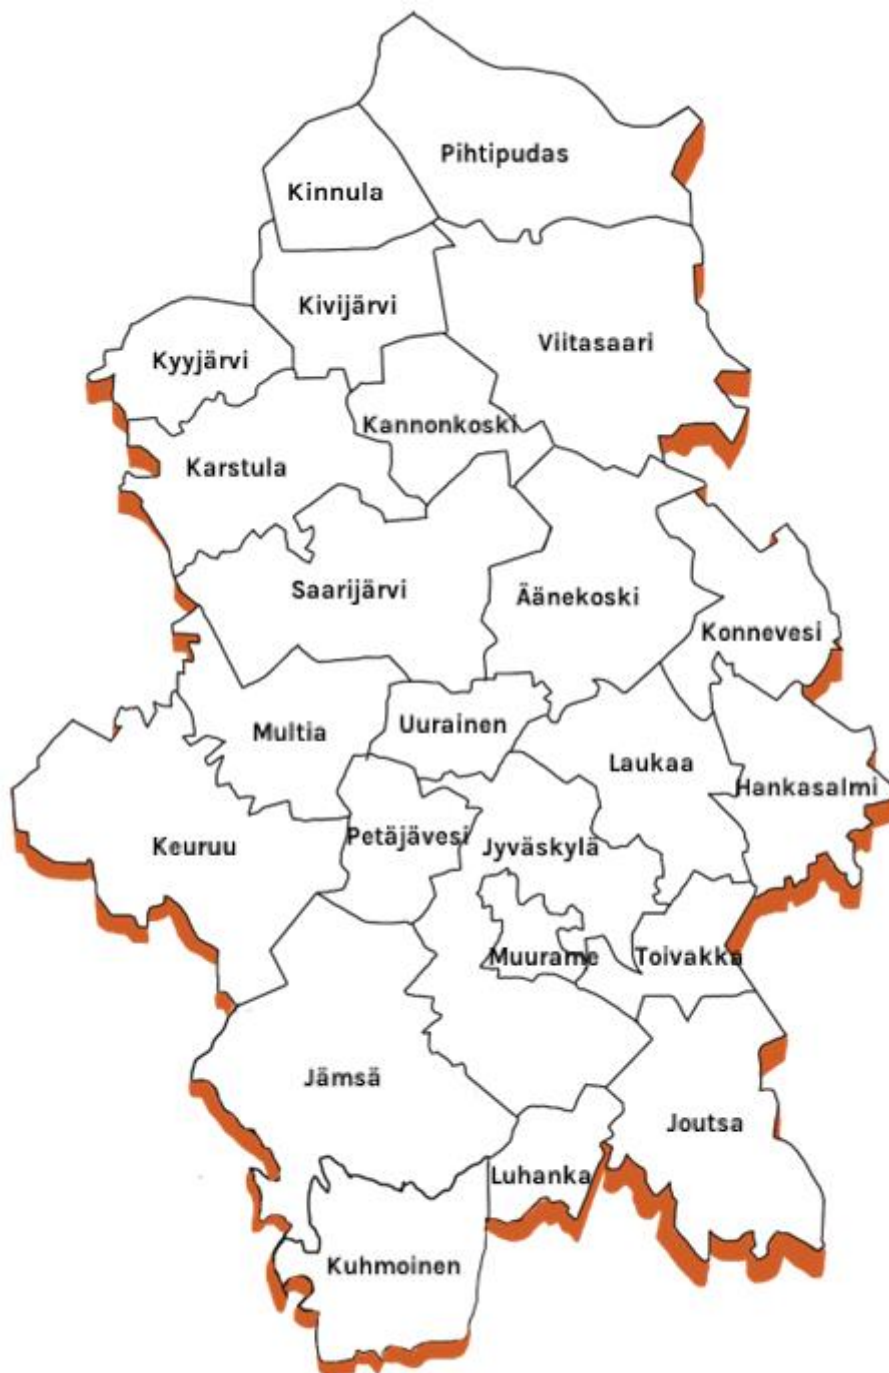 Pihtipudas
Kinnula
Kivijärvi
Viitasaari
Kyyjärvi
Kannonkoski
Karstula
Saarijärvi
Äänekoski
Konnevesi
Multia
Uurainen
Laukaa
Hankasalmi
Keuruu
Petäjävesi
Jyväskylä
Muurame
Toivakka
Jämsä
Joutsa
Luhanka
Kuhmoinen